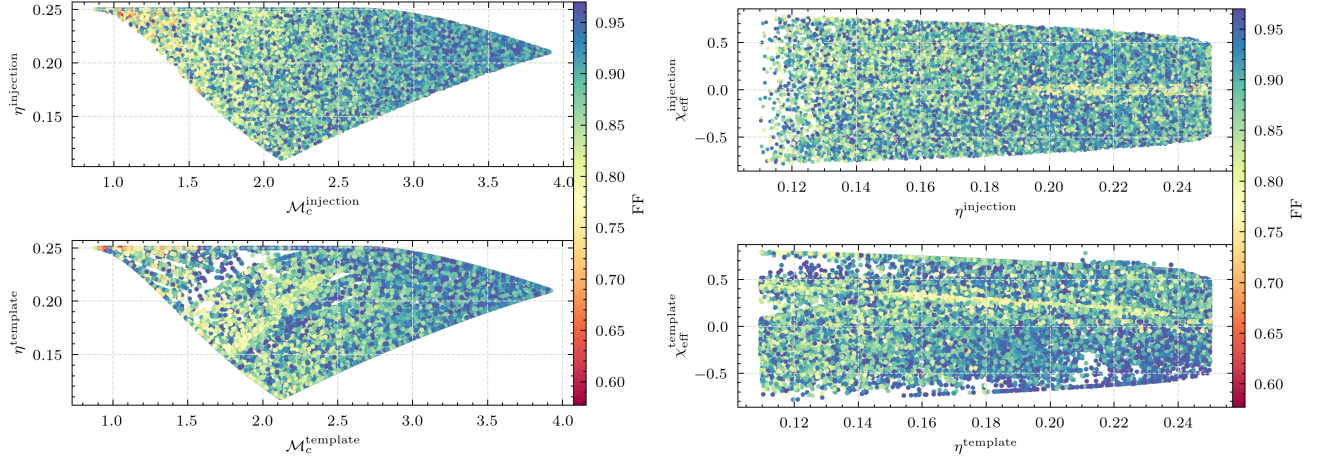 0.25
0.20
0.15
η^injection
1.0 1.5 2.0 2.5 3.0 3.5 4.0
M_c^injection
0.25
0.20
0.15
η^template
1.0 1.5 2.0 2.5 3.0 3.5 4.0
M_c^template
0.95
0.90
0.85
0.80
0.75
0.70
0.65
0.60
FF
0.5
0.0
−0.5
χ_eff^injection
0.12 0.14 0.16 0.18 0.20 0.22 0.24
η^injection
0.5
0.0
−0.5
χ_eff^template
0.12 0.14 0.16 0.18 0.20 0.22 0.24
η^template
0.95
0.90
0.85
0.80
0.75
0.70
0.65
0.60
FF